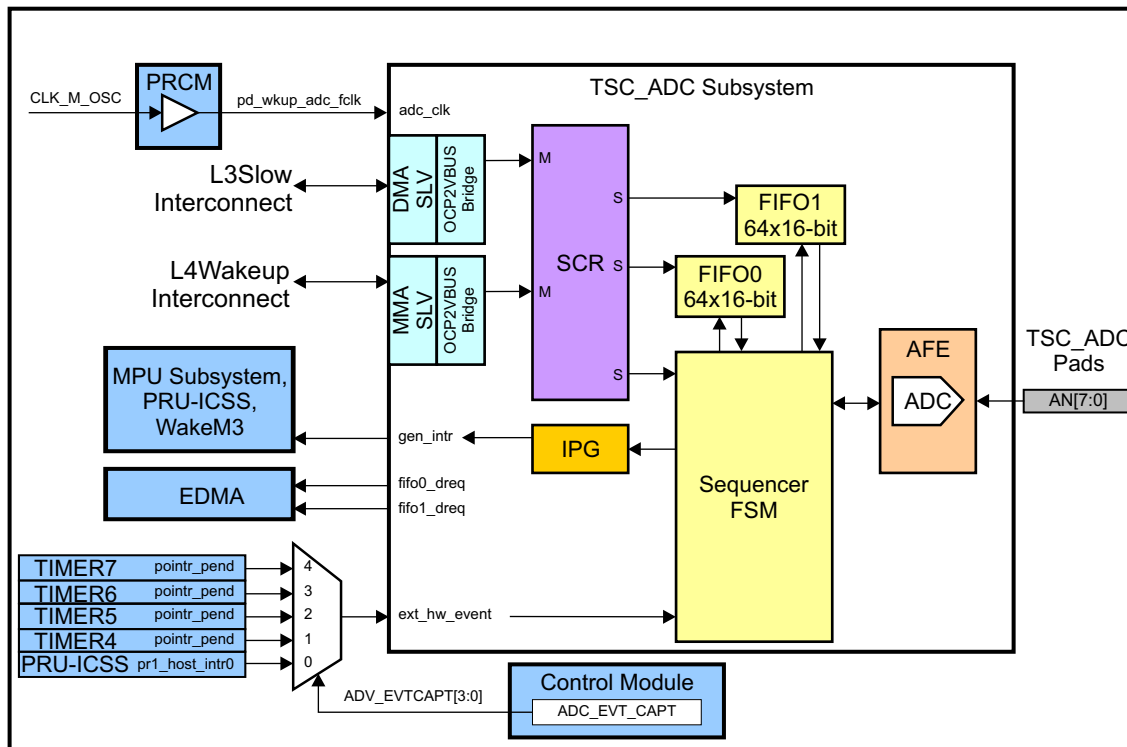 PRCM
TSC_ADC Subsystem
CLK_M_OSC
pd_wkup_adc_fclk
adc_clk
L3Slow
Interconnect
DMA
SLV
OCP2VBUS
Bridge
M
S
FIFO1
64x16-bit
L4Wakeup
Interconnect
MMA
SLV
OCP2VBUS
Bridge
M
SCR
S
FIFO0
64x16-bit
S
AFE
ADC
TSC_ADC
Pads
AN[7:0]
MPU Subsystem,
PRU-ICSS,
WakeM3
gen_intr
IPG
Sequencer
FSM
EDMA
fifo0_dreq
fifo1_dreq
TIMER7 pointr_pend 4
TIMER6 pointr_pend 3
TIMER5 pointr_pend 2
TIMER4 pointr_pend 1
PRU-ICSS pr1_host_intr0 0
ext_hw_event
ADV_EVTCAPT[3:0]
Control Module
ADC_EVT_CAPT